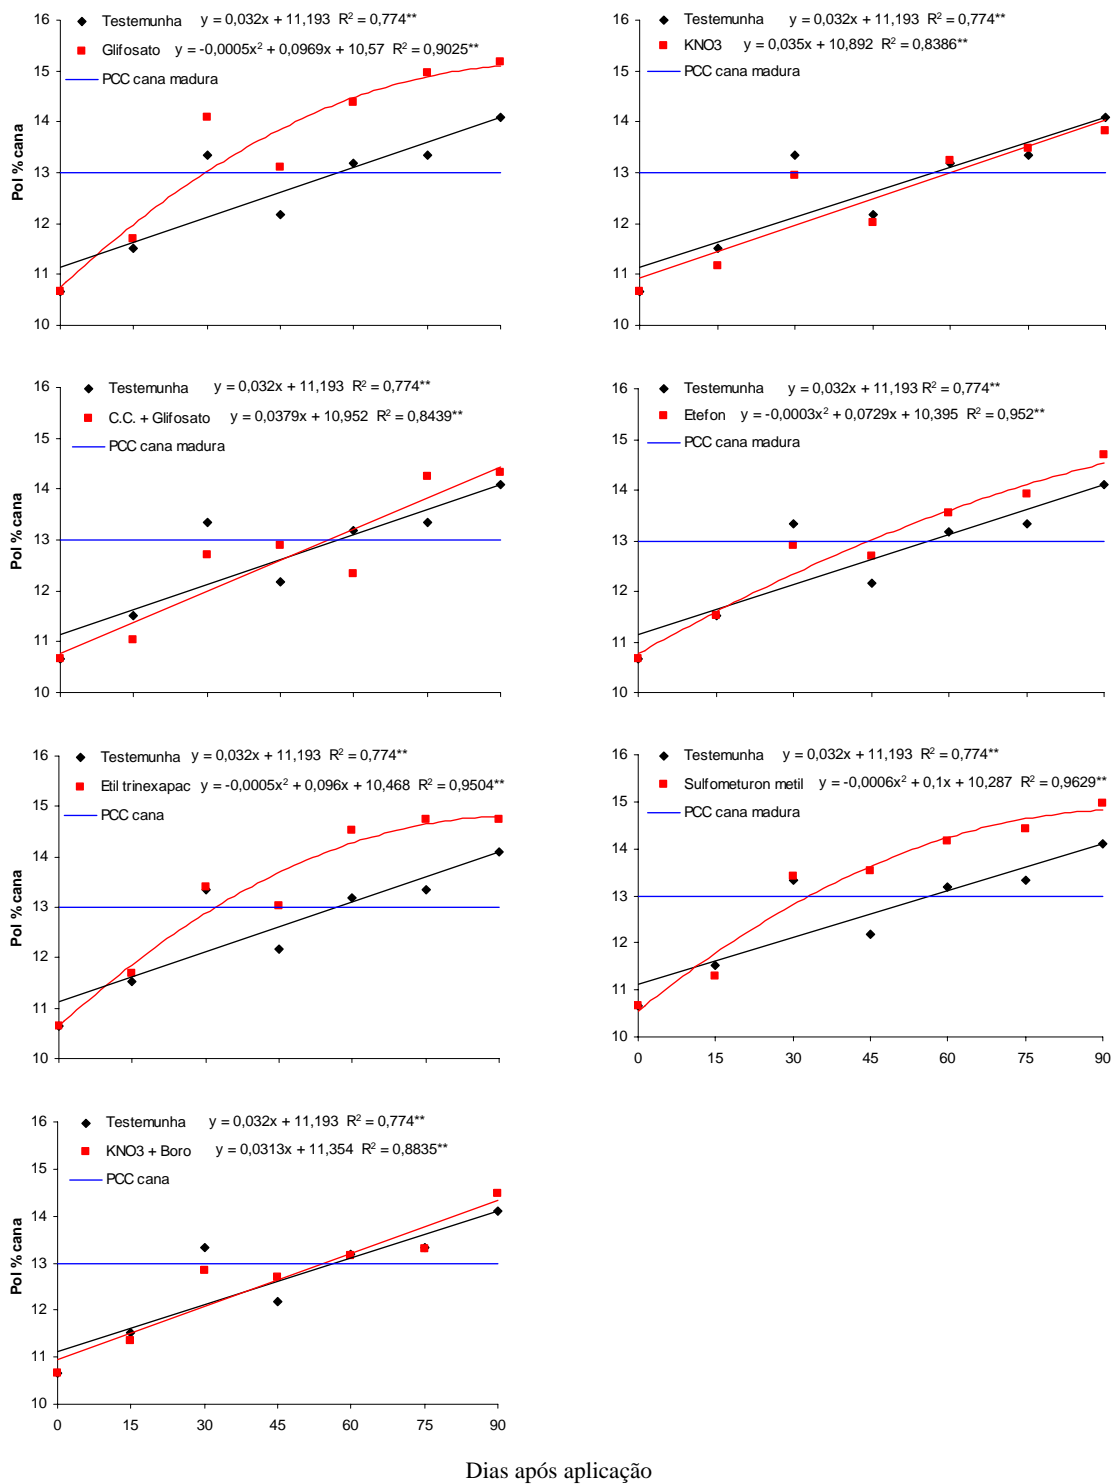 16
15
14
13
12
11
10
Pol % cana
Testemunha y = 0,032x + 11,193 R² = 0,774**
Glifosato y = -0,0005x² + 0,0969x + 10,57 R² = 0,9025**
PCC cana madura
16
15
14
13
12
11
10
Testemunha y = 0,032x + 11,193 R² = 0,774**
KNO3 y = 0,035x + 10,892 R² = 0,8386**
PCC cana madura
16
15
14
13
12
11
10
Pol % cana
Testemunha y = 0,032x + 11,193 R² = 0,774**
C.C. + Glifosato y = 0,0379x + 10,952 R² = 0,8439**
PCC cana madura
16
15
14
13
12
11
10
Testemunha y = 0,032x + 11,193 R² = 0,774**
Etefon y = -0,0003x² + 0,0729x + 10,395 R² = 0,952**
PCC cana madura
16
15
14
13
12
11
10
Pol % cana
Testemunha y = 0,032x + 11,193 R² = 0,774**
Etil trinexapac y = -0,0005x² + 0,096x + 10,468 R² = 0,9504**
PCC cana
16
15
14
13
12
11
10
Testemunha y = 0,032x + 11,193 R² = 0,774**
Sulfometuron metil y = -0,0006x² + 0,1x + 10,287 R² = 0,9629**
PCC cana madura
0 15 30 45 60 75 90
16
15
14
13
12
11
10
Pol % cana
Testemunha y = 0,032x + 11,193 R² = 0,774**
KNO3 + Boro y = 0,0313x + 11,354 R² = 0,8835**
PCC cana
0 15 30 45 60 75 90
Dias após aplicação